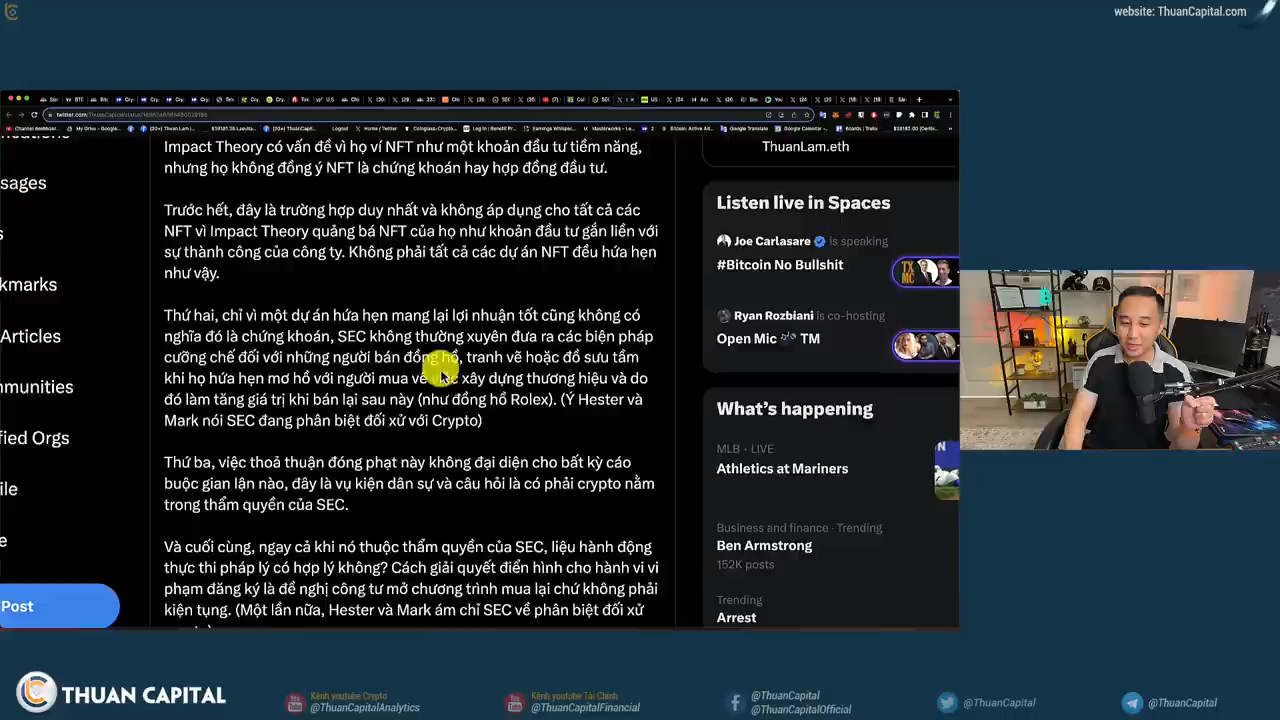 website: ThuanCapital.com
Impact Theory có vấn đề vì họ ví NFT như một khoản đầu tư tiềm năng,
nhưng họ không đồng ý NFT là chứng khoán hay hợp đồng đầu tư.
Trước hết, đây là trường hợp duy nhất và không áp dụng cho tất cả các
NFT vì Impact Theory quảng bá NFT của họ như khoản đầu tư gắn liền với
sự thành công của công ty. Không phải tất cả các dự án NFT đều hứa hẹn
như vậy.
Thứ hai, chỉ vì một dự án hứa hẹn mang lại lợi nhuận tốt cũng không có
nghĩa đó là chứng khoán, SEC không thường xuyên đưa ra các biện pháp
cưỡng chế đối với những người bán đồng hồ, tranh vẽ hoặc đồ sưu tầm
khi họ hứa hẹn mơ hồ với người mua về việc xây dựng thương hiệu và do
đó làm tăng giá trị khi bán lại sau này (như đồng hồ Rolex). (Ý Hester và
Mark nói SEC đang phân biệt đối xử với Crypto)
Thứ ba, việc thoả thuận đóng phạt này không đại diện cho bất kỳ cáo
buộc gian lận nào, đây là vụ kiện dân sự và câu hỏi là có phải crypto nằm
trong thẩm quyền của SEC.
Và cuối cùng, ngay cả khi nó thuộc thẩm quyền của SEC, liệu hành động
thực thi pháp lý có hợp lý không? Cách giải quyết điển hình cho hành vi vi
phạm đăng ký là đề nghị công tư mở chương trình mua lại chứ không phải
kiện tụng. (Một lần nữa, Hester và Mark ám chỉ SEC về phân biệt đối xử
sages
s
kmarks
Articles
mmunities
fied Orgs
ile
e
Post
ThuanLam.eth
Listen live in Spaces
Joe Carlasare is speaking
#Bitcoin No Bullshit
TX
MC
Ryan Rozbiani is co-hosting
Open Mic TM
What's happening
MLB · LIVE
Athletics at Mariners
Business and finance · Trending
Ben Armstrong
152K posts
Trending
Arrest
THUAN CAPITAL
Kênh youtube Crypto
@ThuanCapitalAnalytics
Kênh youtube Tài Chính
@ThuanCapitalFinancial
@ThuanCapital
@ThuanCapitalOfficial
@ThuanCapital
@ThuanCapital